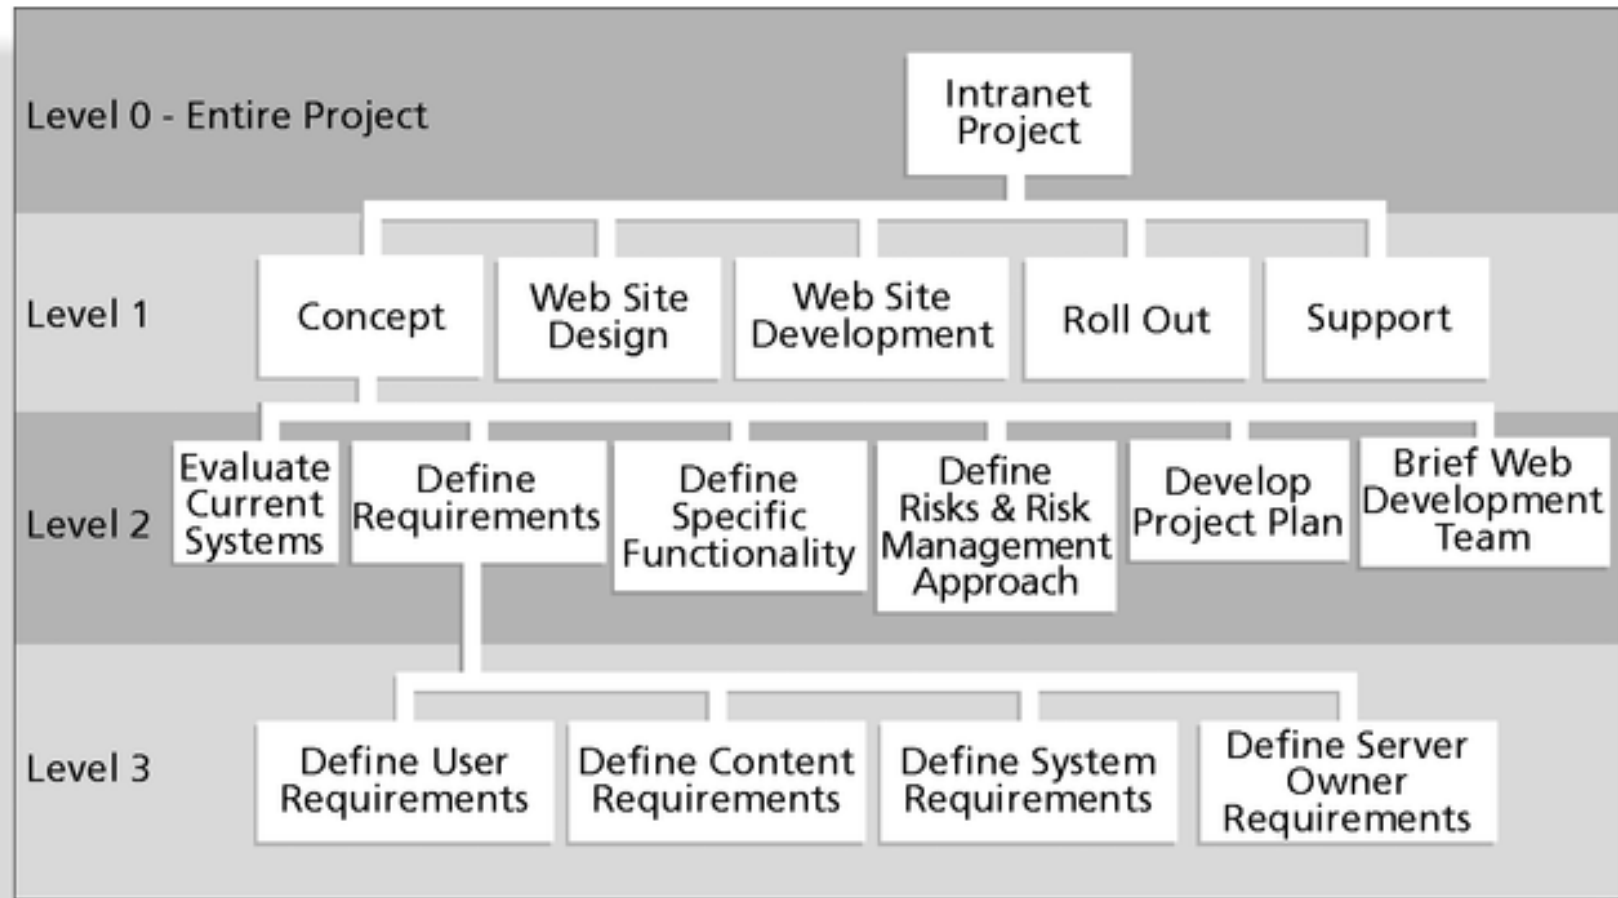 Level 0 - Entire Project
Intranet
Project
Level 1
Concept
Web Site
Design
Web Site
Development
Roll Out
Support
Level 2
Evaluate
Current
Systems
Define
Requirements
Define
Specific
Functionality
Define
Risks & Risk
Management
Approach
Develop
Project Plan
Brief Web
Development
Team
Level 3
Define User
Requirements
Define Content
Requirements
Define System
Requirements
Define Server
Owner
Requirements